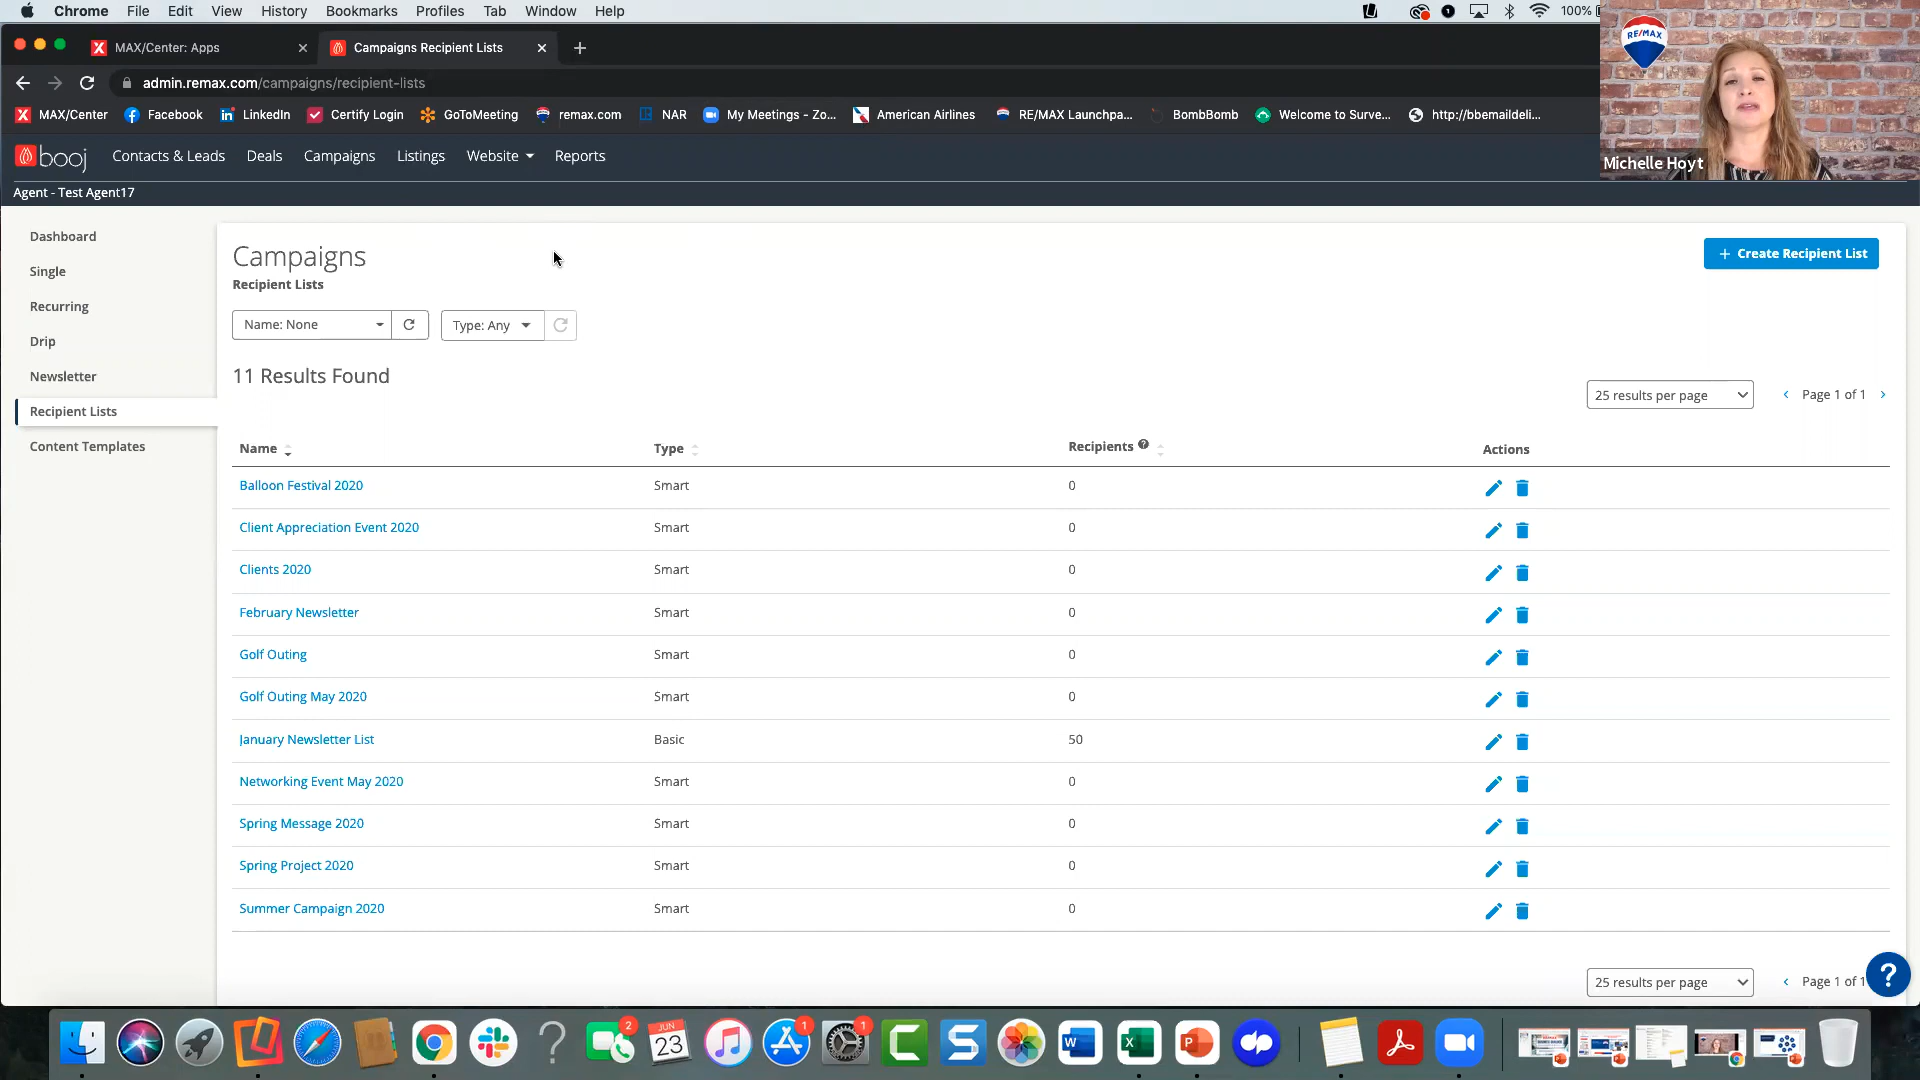 Chrome File Edit View History Bookmarks Profiles Tab Window Help 100%
MAX/Center: Apps Campaigns Recipient Lists
admin.remax.com/campaigns/recipient-lists
MAX/Center Facebook LinkedIn Certify Login GoToMeeting remax.com NAR My Meetings - Zo... American Airlines RE/MAX Launchpa... BombBomb Welcome to Surve... http://bbemaildeli...
RE/MAX
Michelle Hoyt
booj Contacts & Leads Deals Campaigns Listings Website Reports
Agent - Test Agent17
Dashboard
Single
Recurring
Drip
Newsletter
Recipient Lists
Content Templates
Campaigns
+ Create Recipient List
Recipient Lists
Name: None Type: Any
11 Results Found
25 results per page Page 1 of 1
Name Type Recipients ? Actions
Balloon Festival 2020 Smart 0
Client Appreciation Event 2020 Smart 0
Clients 2020 Smart 0
February Newsletter Smart 0
Golf Outing Smart 0
Golf Outing May 2020 Smart 0
January Newsletter List Basic 50
Networking Event May 2020 Smart 0
Spring Message 2020 Smart 0
Spring Project 2020 Smart 0
Summer Campaign 2020 Smart 0
25 results per page Page 1 of 1
?
2 JUN 23 1 1